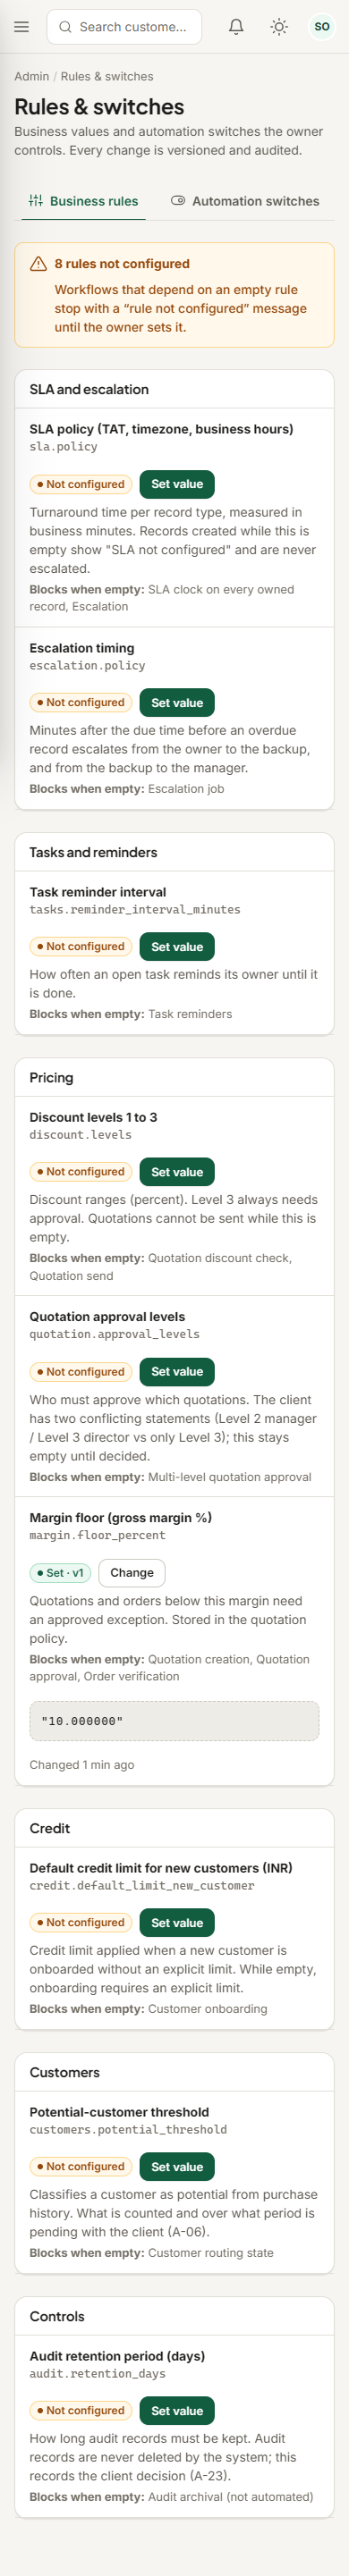 Search custome...
SO
Admin / Rules & switches
Rules & switches
Business values and automation switches the owner
controls. Every change is versioned and audited.
Business rules
Automation switches
8 rules not configured
Workflows that depend on an empty rule
stop with a “rule not configured” message
until the owner sets it.
SLA and escalation
SLA policy (TAT, timezone, business hours)
sla.policy
Not configured
Set value
Turnaround time per record type, measured in
business minutes. Records created while this is
empty show "SLA not configured" and are never
escalated.
Blocks when empty: SLA clock on every owned
record, Escalation
Escalation timing
escalation.policy
Not configured
Set value
Minutes after the due time before an overdue
record escalates from the owner to the backup,
and from the backup to the manager.
Blocks when empty: Escalation job
Tasks and reminders
Task reminder interval
tasks.reminder_interval_minutes
Not configured
Set value
How often an open task reminds its owner until it
is done.
Blocks when empty: Task reminders
Pricing
Discount levels 1 to 3
discount.levels
Not configured
Set value
Discount ranges (percent). Level 3 always needs
approval. Quotations cannot be sent while this is
empty.
Blocks when empty: Quotation discount check,
Quotation send
Quotation approval levels
quotation.approval_levels
Not configured
Set value
Who must approve which quotations. The client
has two conflicting statements (Level 2 manager
/ Level 3 director vs only Level 3); this stays
empty until decided.
Blocks when empty: Multi-level quotation approval
Margin floor (gross margin %)
margin.floor_percent
Set · v1
Change
Quotations and orders below this margin need
an approved exception. Stored in the quotation
policy.
Blocks when empty: Quotation creation, Quotation
approval, Order verification
"10.000000"
Changed 1 min ago
Credit
Default credit limit for new customers (INR)
credit.default_limit_new_customer
Not configured
Set value
Credit limit applied when a new customer is
onboarded without an explicit limit. While empty,
onboarding requires an explicit limit.
Blocks when empty: Customer onboarding
Customers
Potential-customer threshold
customers.potential_threshold
Not configured
Set value
Classifies a customer as potential from purchase
history. What is counted and over what period is
pending with the client (A-06).
Blocks when empty: Customer routing state
Controls
Audit retention period (days)
audit.retention_days
Not configured
Set value
How long audit records must be kept. Audit
records are never deleted by the system; this
records the client decision (A-23).
Blocks when empty: Audit archival (not automated)